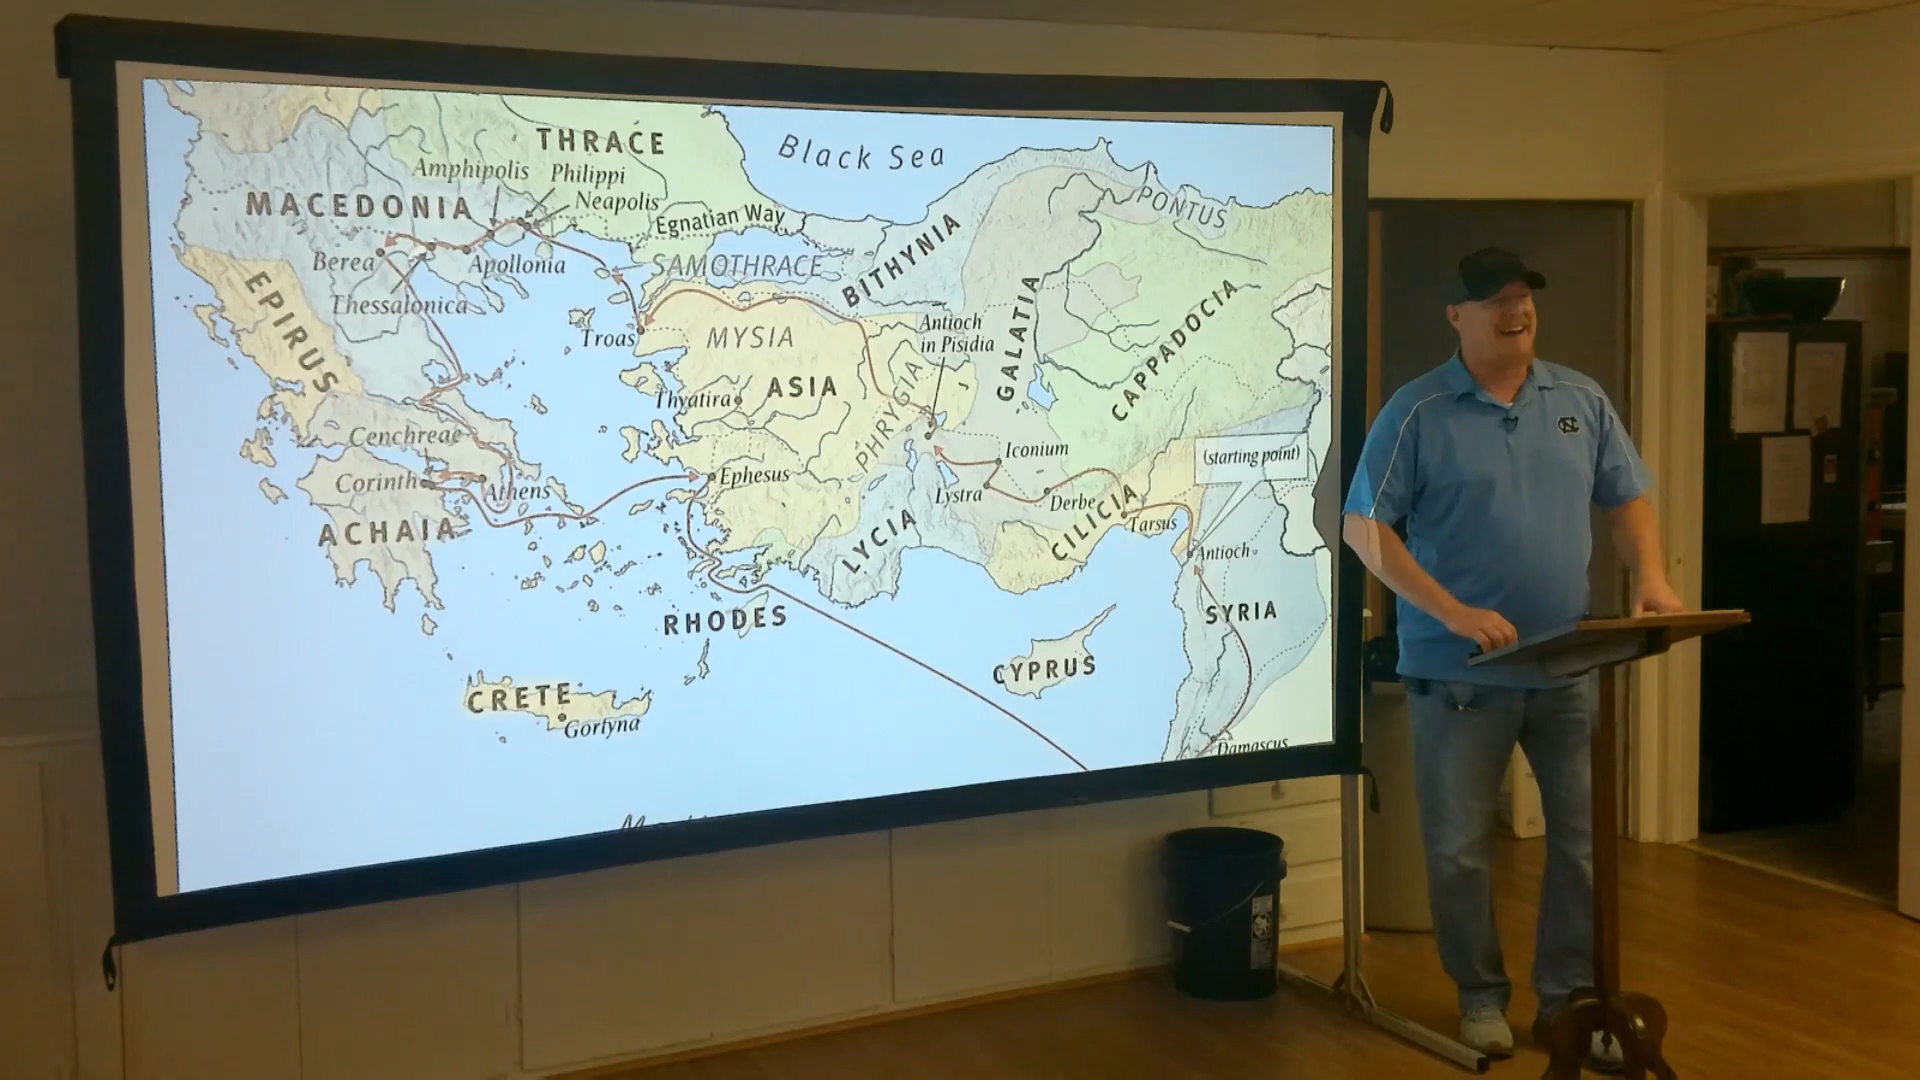 THRACE
Black Sea
Amphipolis
Philippi
PONTUS
MACEDONIA
Neapolis
Egnatian Way
BITHYNIA
Berea
Apollonia
SAMOTHRACE
EPIRUS
Thessalonica
Troas
MYSIA
Antioch
in Pisidia
GALATIA
CAPPADOCIA
Thyatira
ASIA
PHRYGIA
Cenchreae
Iconium
(starting point)
Corinth
Athens
Ephesus
Lystra
Derbe
CILICIA
Tarsus
ACHAIA
LYCIA
Antioch
RHODES
SYRIA
CYPRUS
CRETE
Gortyna
Damascus
NC